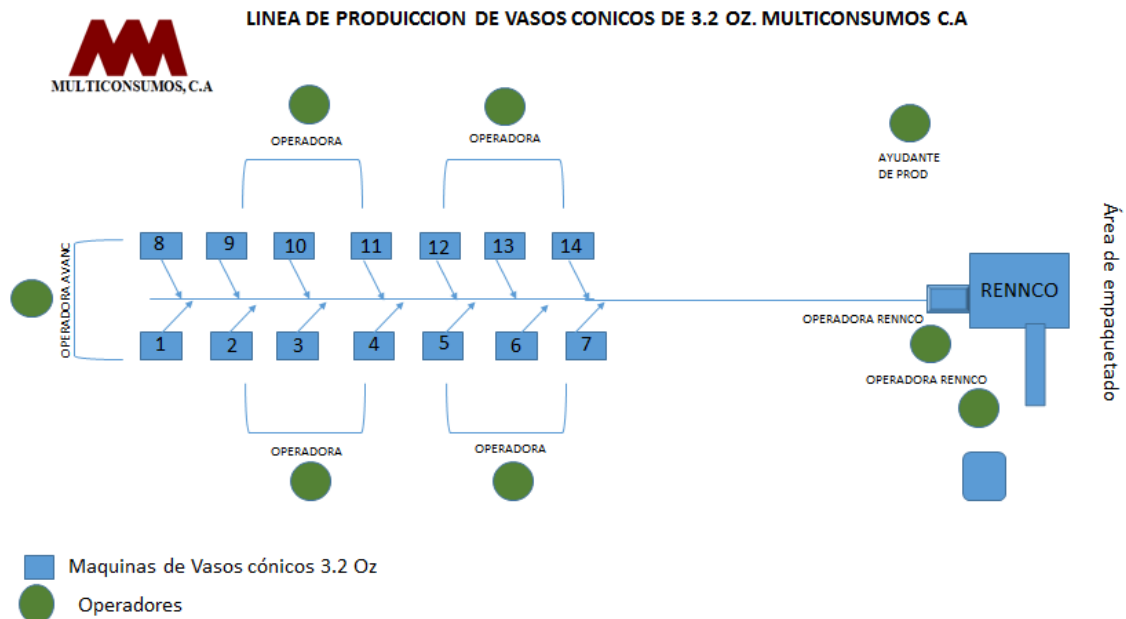 LINEA DE PRODUICCION DE VASOS CONICOS DE 3.2 OZ. MULTICONSUMOS C.A
MULTICONSUMOS, C.A
OPERADORA
OPERADORA
AYUDANTE
DE PROD
OPERADORA AVANC
8
9
10
11
12
13
14
1
2
3
4
5
6
7
RENNCO
OPERADORA RENNCO
OPERADORA RENNCO
Área de empaquetado
OPERADORA
OPERADORA
Maquinas de Vasos cónicos 3.2 Oz
Operadores